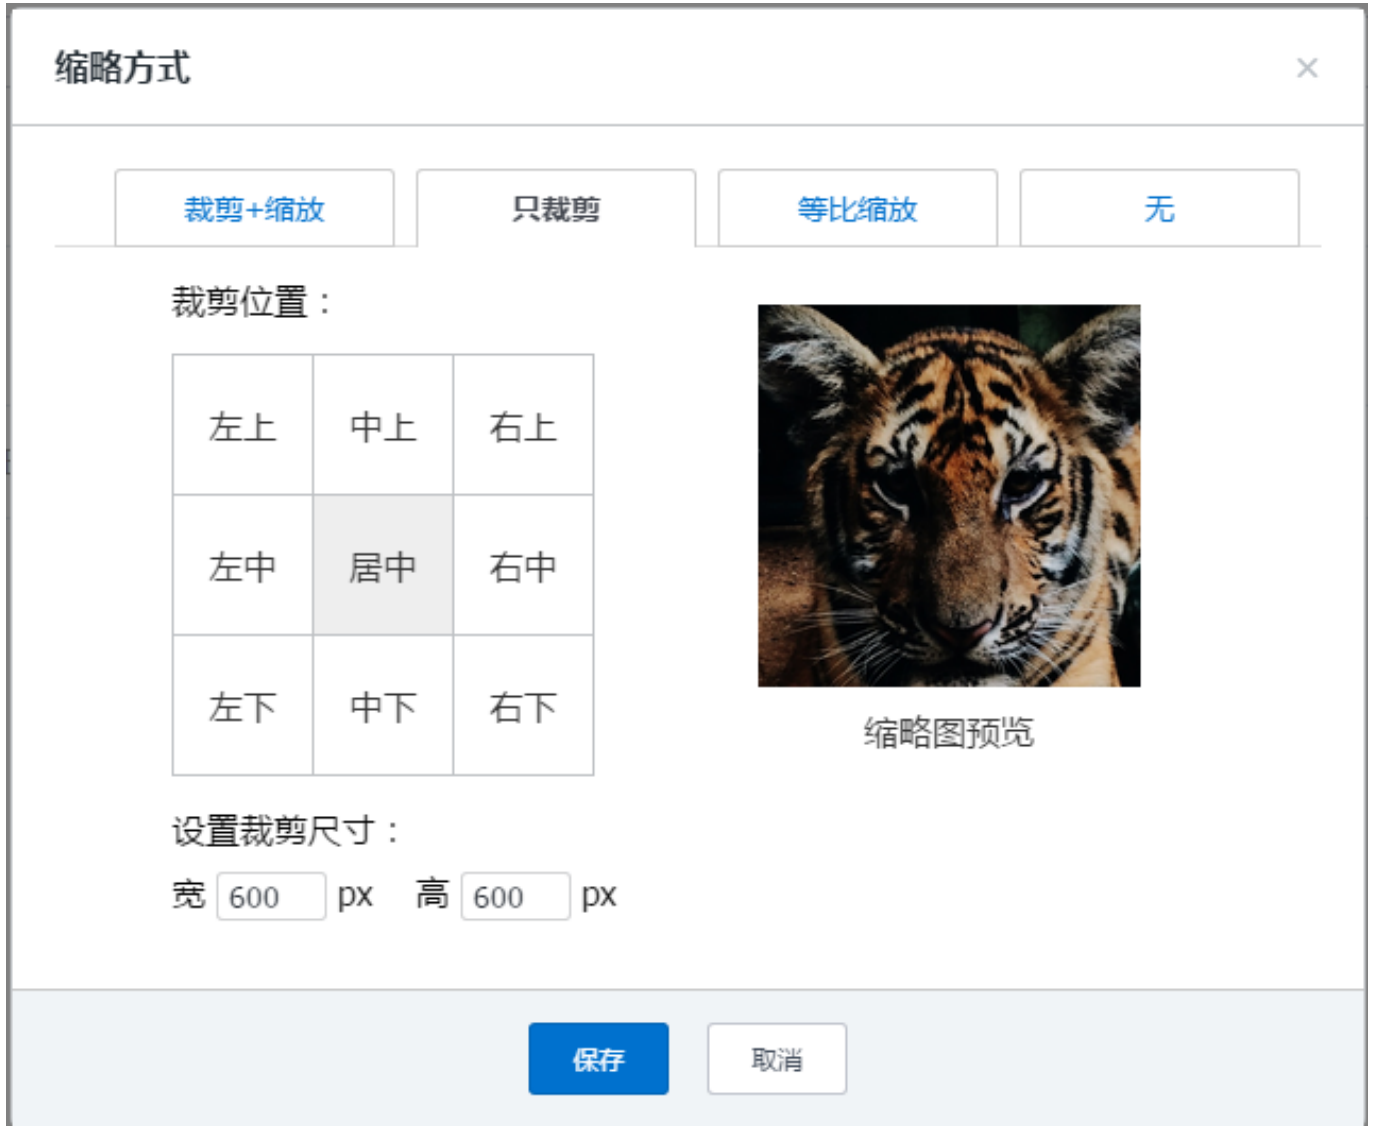 缩略方式
裁剪+缩放 只裁剪 等比缩放 无
裁剪位置：
左上 中上 右上
左中 居中 右中
左下 中下 右下
缩略图预览
设置裁剪尺寸：
宽 600 px 高 600 px
保存 取消